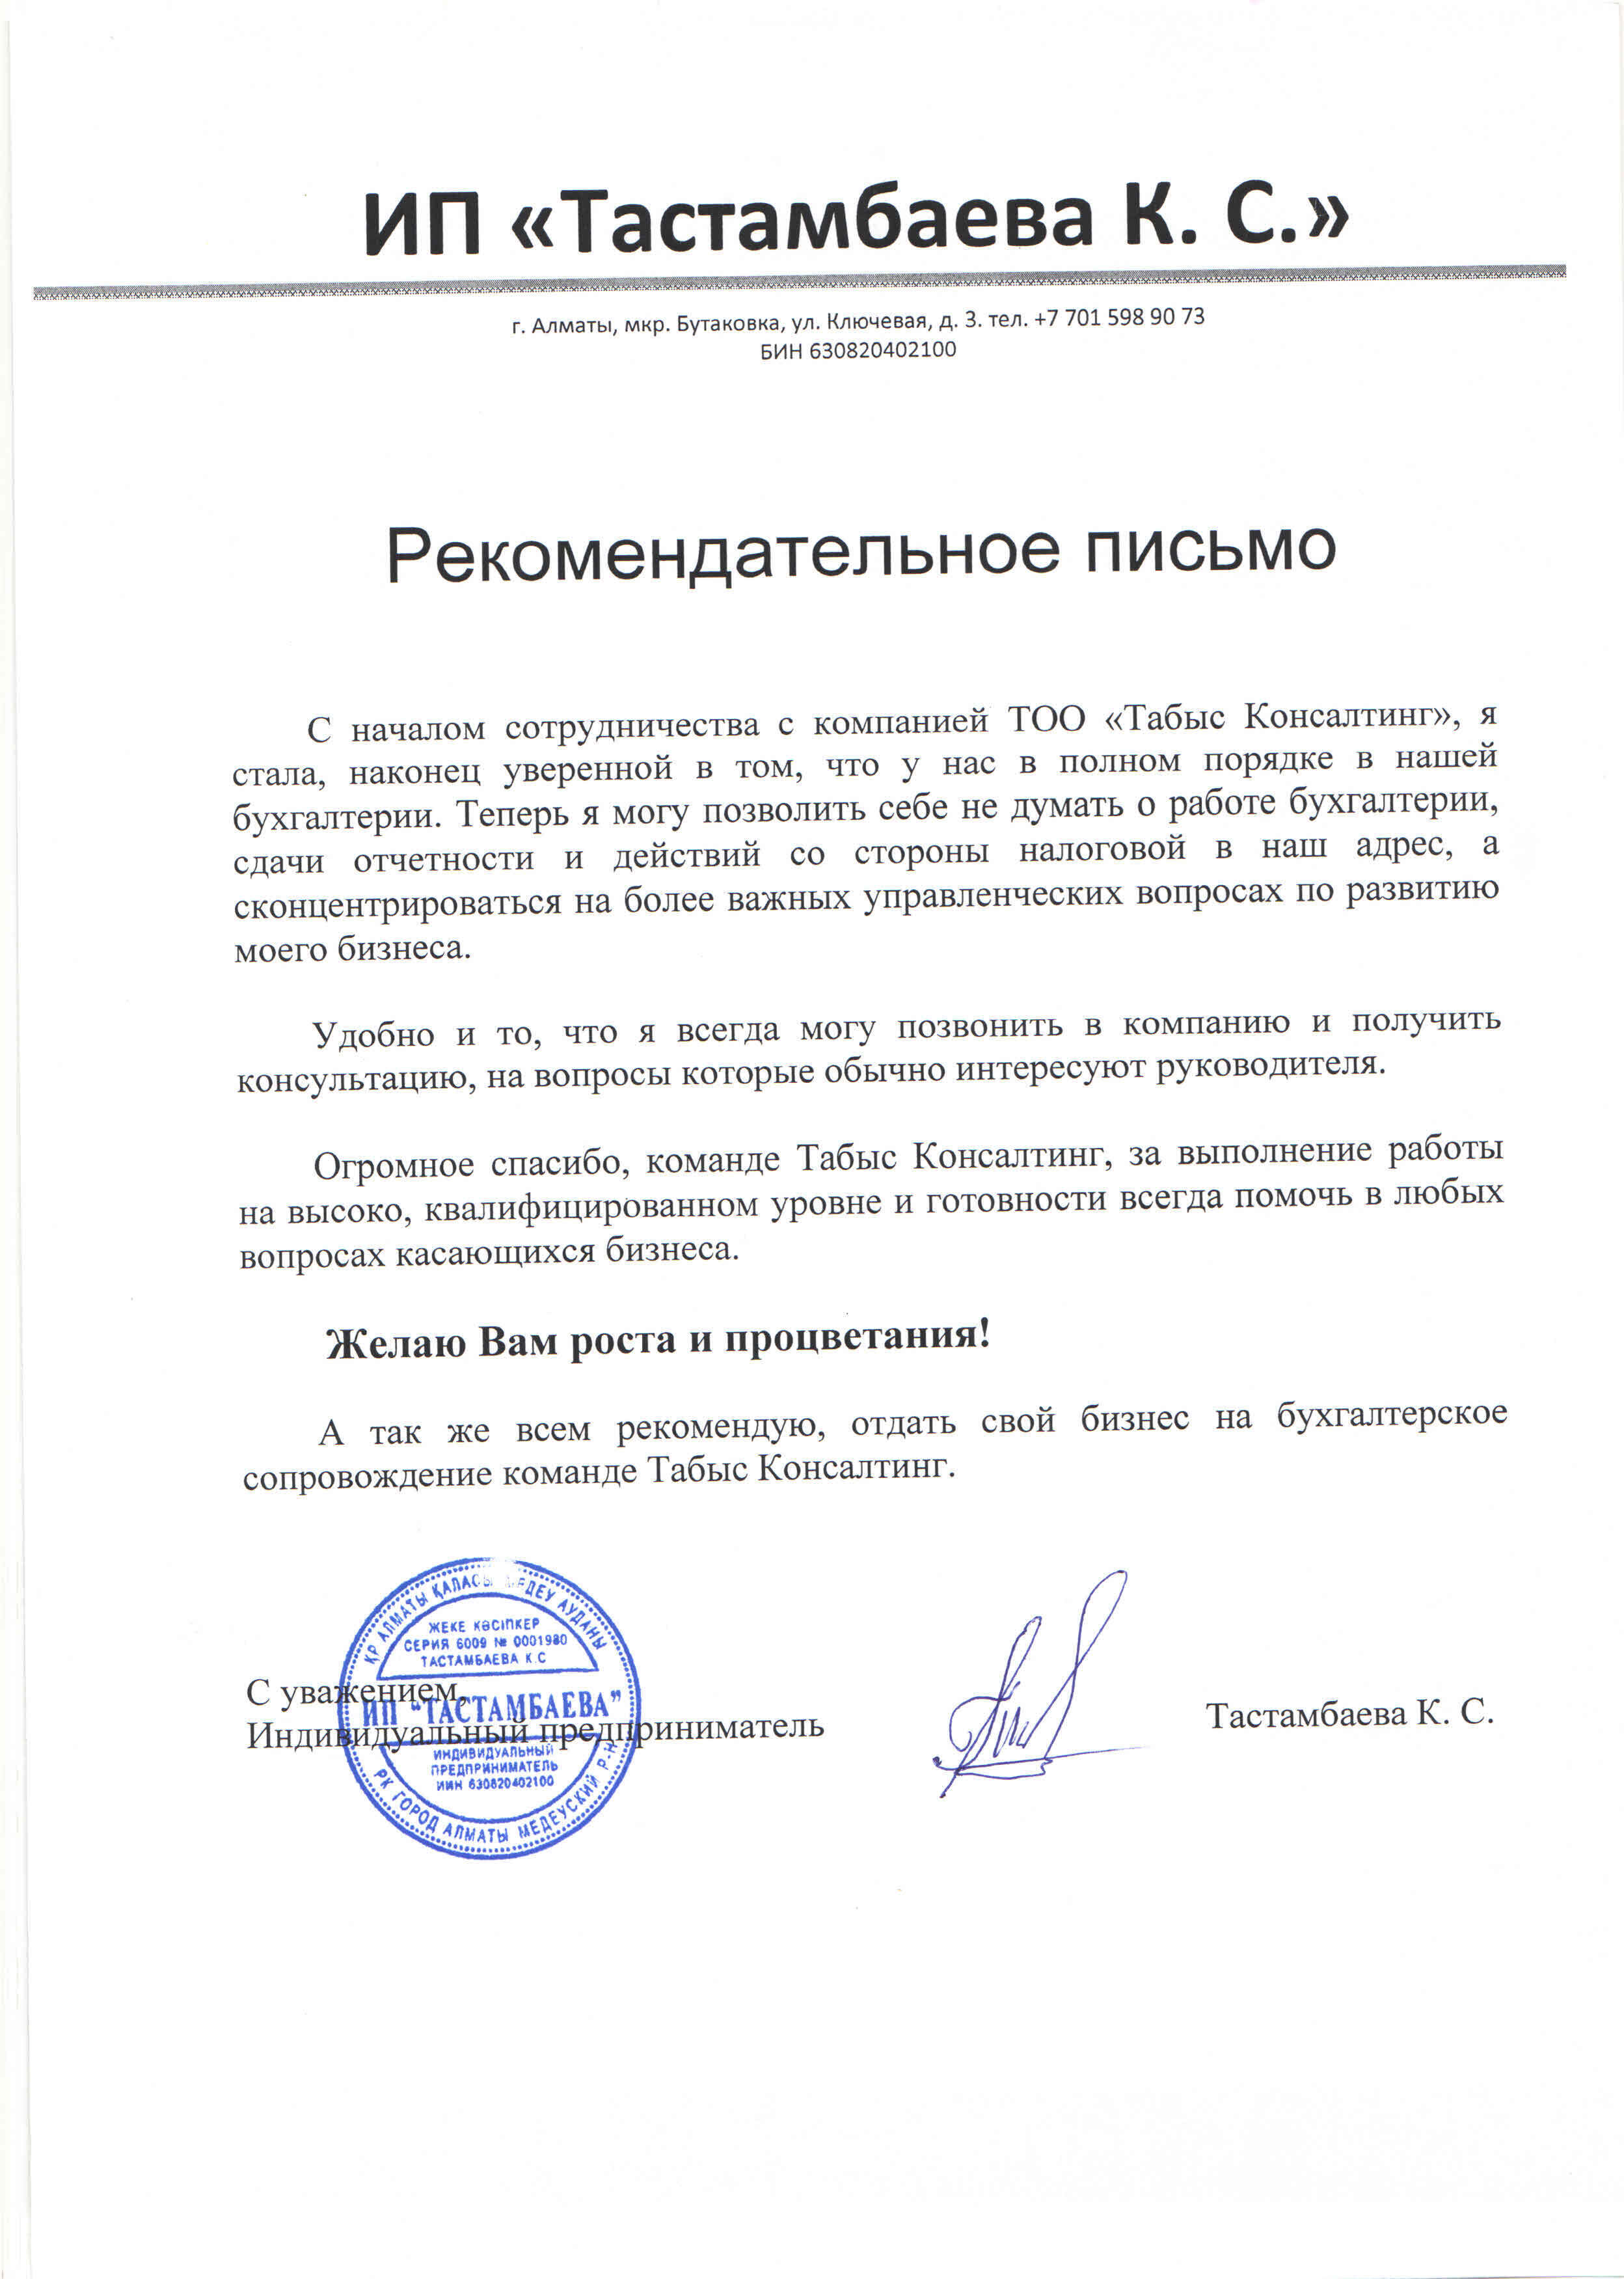 ИП «Тастамбаева К. С.»
г. Алматы, мкр. Бутаковка, ул. Ключевая, д. 3. тел. +7 701 598 90 73
БИН 630820402100
Рекомендательное письмо
С началом сотрудничества с компанией ТОО «Табыс Консалтинг», я
стала, наконец уверенной в том, что у нас в полном порядке в нашей
бухгалтерии. Теперь я могу позволить себе не думать о работе бухгалтерии,
сдачи отчетности и действий со стороны налоговой в наш адрес, а
сконцентрироваться на более важных управленческих вопросах по развитию
моего бизнеса.
Удобно и то, что я всегда могу позвонить в компанию и получить
консультацию, на вопросы которые обычно интересуют руководителя.
Огромное спасибо, команде Табыс Консалтинг, за выполнение работы
на высоко, квалифицированном уровне и готовности всегда помочь в любых
вопросах касающихся бизнеса.
Желаю Вам роста и процветания!
А так же всем рекомендую, отдать свой бизнес на бухгалтерское
сопровождение команде Табыс Консалтинг.
С уважением,
Индивидуальный предприниматель
Тастамбаева К. С.
ҚР АЛМАТЫ ҚАЛАСЫ МЕДЕУ АУДАНЫ
ЖЕКЕ КӘСІПКЕР
СЕРИЯ 6009 № 0001980
ТАСТАМБАЕВА К.С
ИП “ТАСТАМБАЕВА”
ИНДИВИДУАЛЬНЫЙ
ПРЕДПРИНИМАТЕЛЬ
ИИН 630820402100
РК ГОРОД АЛМАТЫ МЕДЕУСКИЙ Р-Н